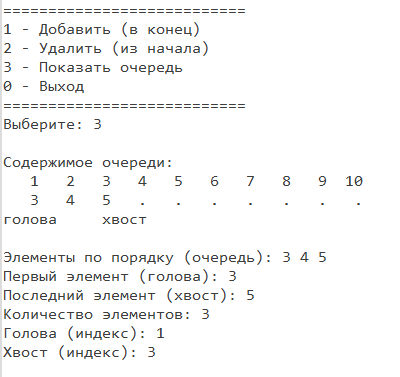 ===========================
1 - Добавить (в конец)
2 - Удалить (из начала)
3 - Показать очередь
0 - Выход
===========================
Выберите: 3
Содержимое очереди:
1 2 3 4 5 6 7 8 9 10
3 4 5 . . . . . . .
голова хвост
Элементы по порядку (очередь): 3 4 5
Первый элемент (голова): 3
Последний элемент (хвост): 5
Количество элементов: 3
Голова (индекс): 1
Хвост (индекс): 3